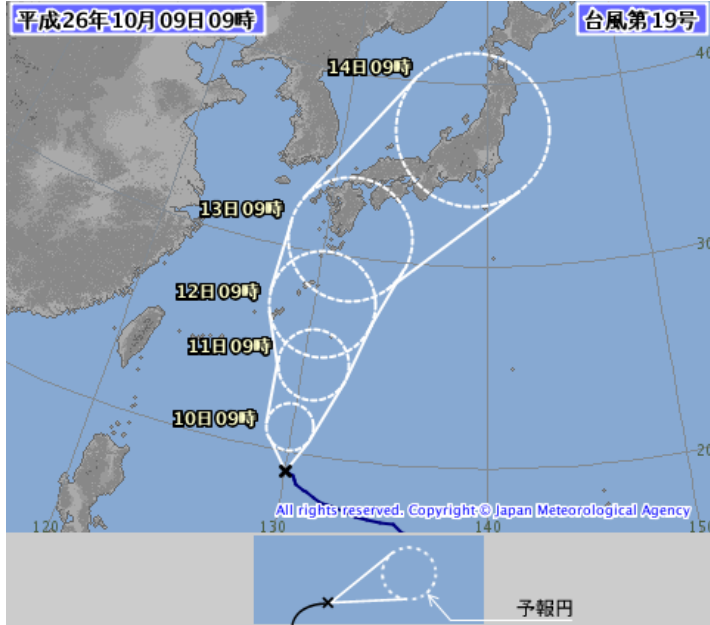 平成26年10月09日09時
台風第19号
14日09時
40
13日09時
30
12日09時
11日09時
10日09時
20
All rights reserved. Copyright © Japan Meteorological Agency
120
130
140
150
予報円